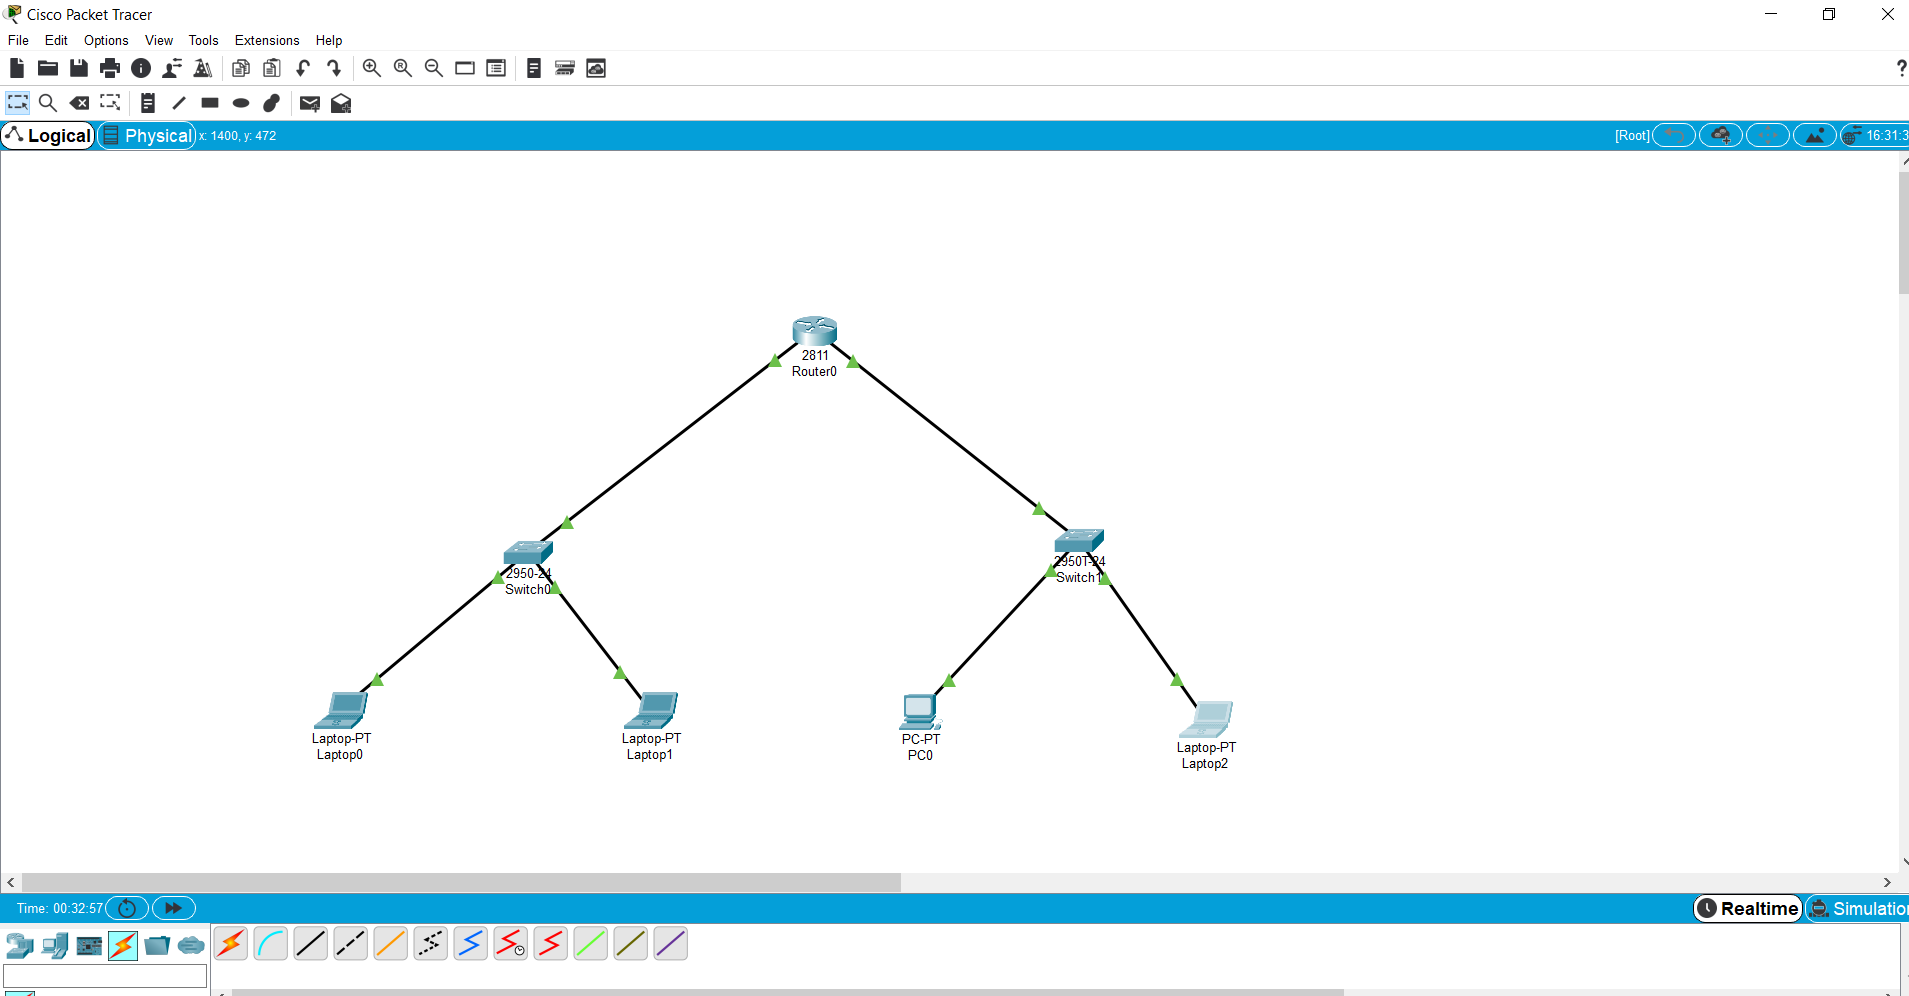 Cisco Packet Tracer
File Edit Options View Tools Extensions Help
?
Logical Physical x: 1400, y: 472 [Root] 16:31:3
2811
Router0
2950-24
Switch0
2950T-24
Switch1
Laptop-PT
Laptop0
Laptop-PT
Laptop1
PC-PT
PC0
Laptop-PT
Laptop2
Time: 00:32:57 Realtime Simulation